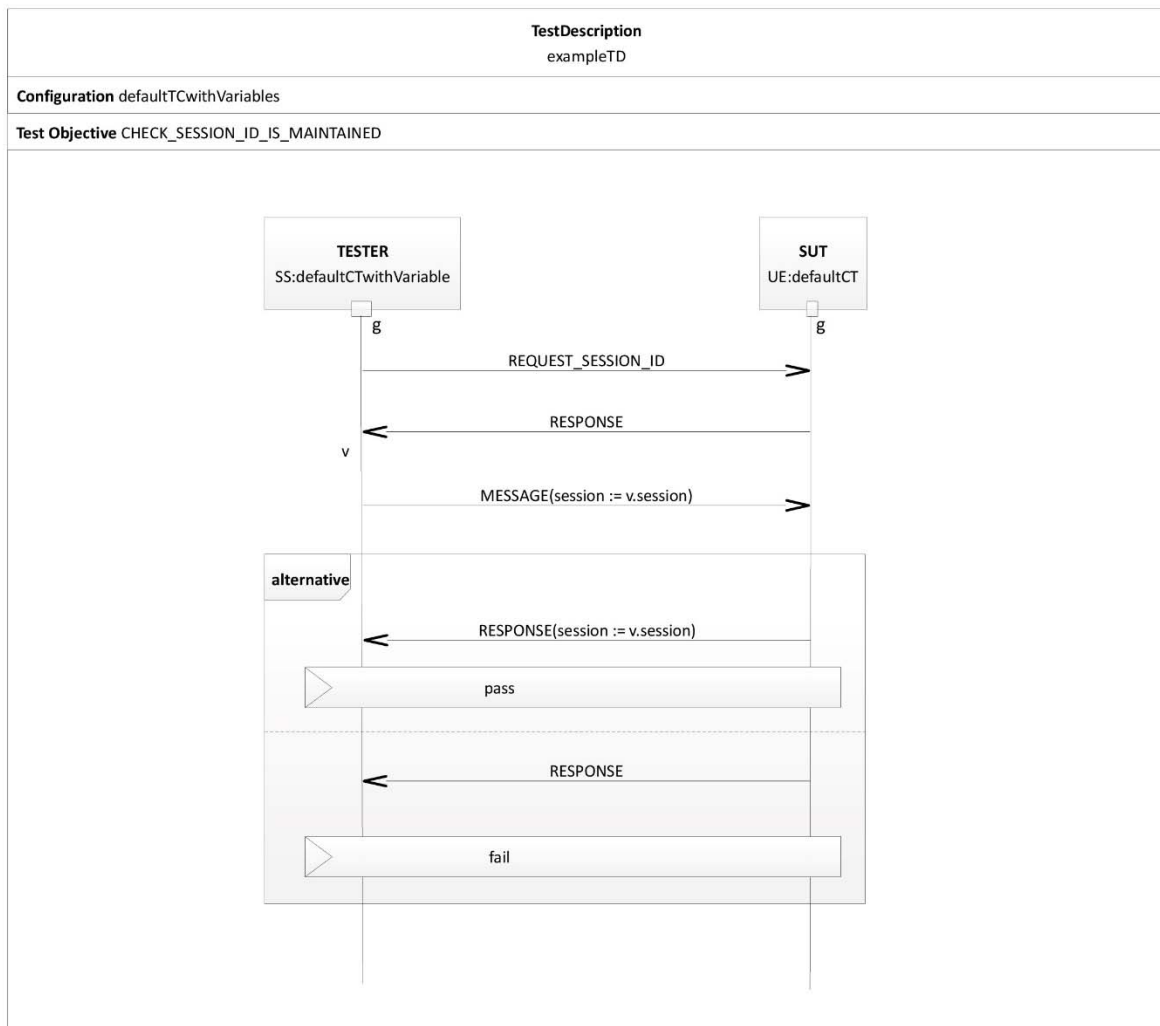 TestDescription
exampleTD
Configuration defaultTCwithVariables
Test Objective CHECK_SESSION_ID_IS_MAINTAINED
TESTER
SS:defaultCTwithVariable
SUT
UE:defaultCT
g
g
REQUEST_SESSION_ID
RESPONSE
v
MESSAGE(session := v.session)
alternative
RESPONSE(session := v.session)
pass
RESPONSE
fail